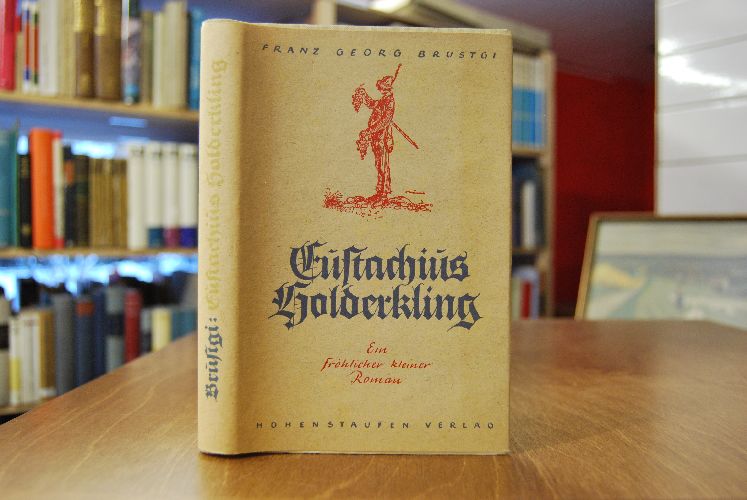 FRANZ GEORG BRUSTGI
Eustachius
Holderkling
Ein
fröhlicher kleiner
Roman
HOHENSTAUFEN VERLAG
Brustgi: Eustachius Holderkling